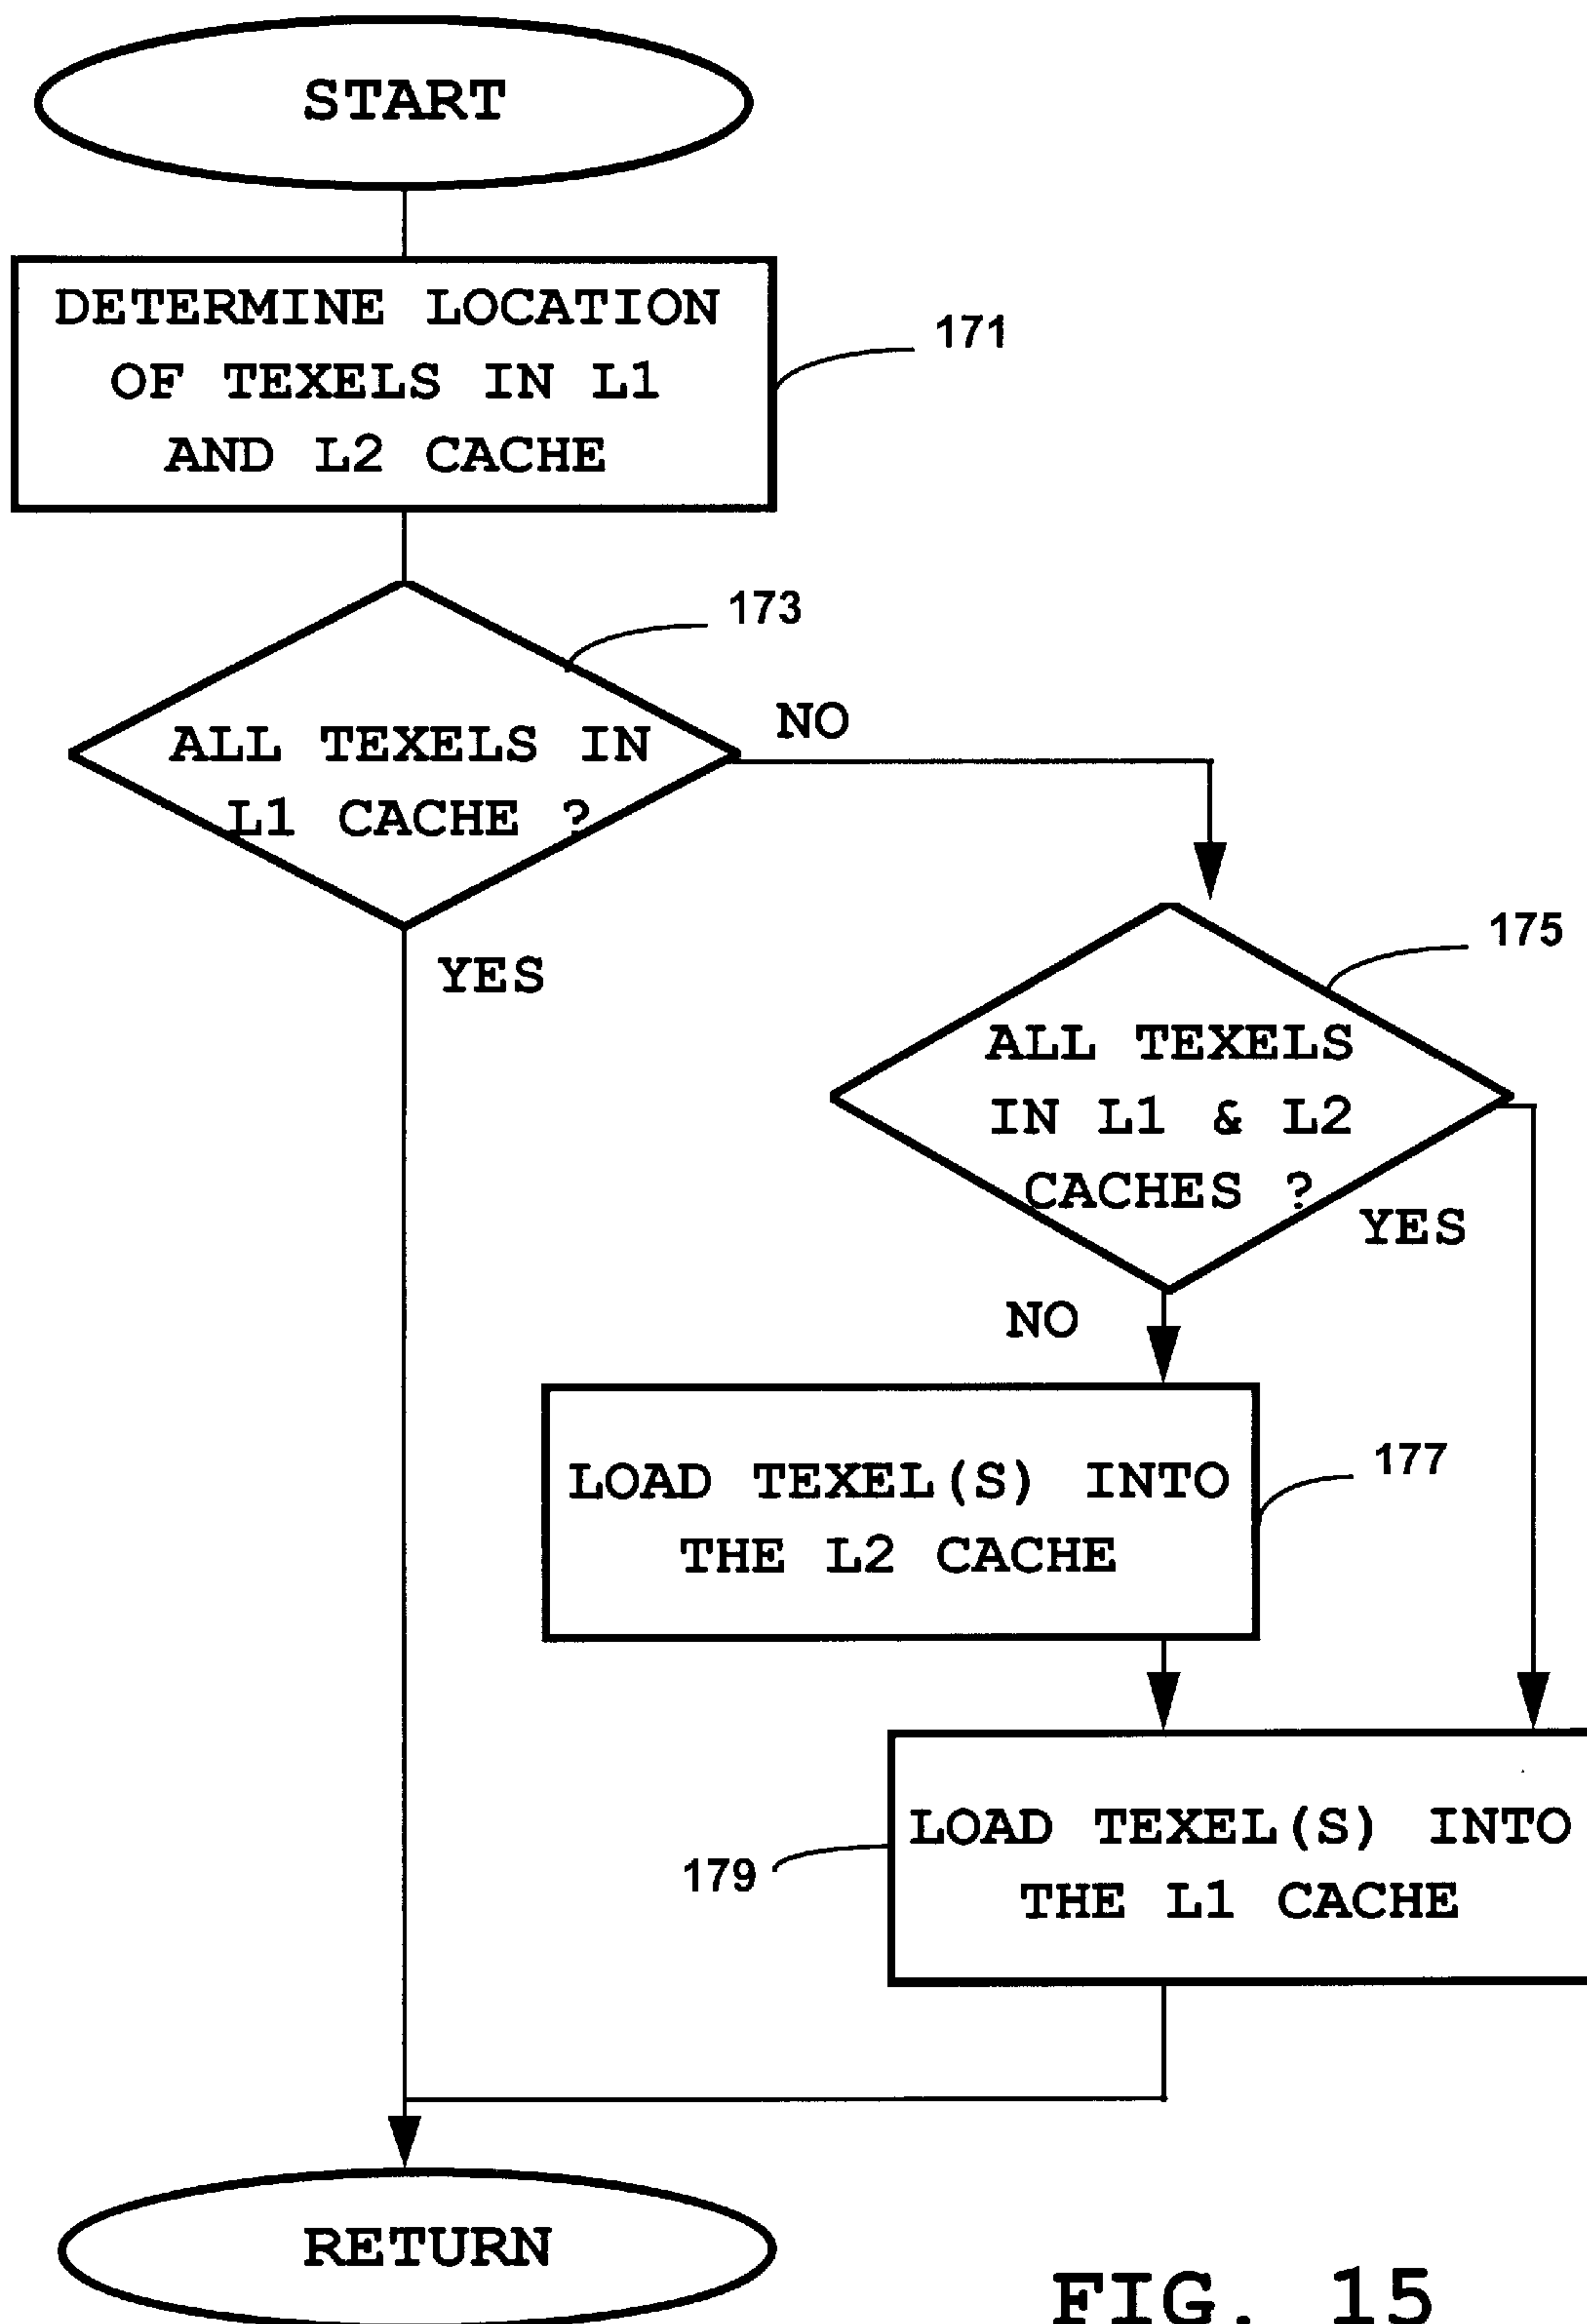 START
DETERMINE LOCATION
OF TEXELS IN L1
AND L2 CACHE
171
173
ALL TEXELS IN
L1 CACHE ?
NO
YES
175
ALL TEXELS
IN L1 & L2
CACHES ?
YES
NO
LOAD TEXEL(S) INTO
THE L2 CACHE
177
LOAD TEXEL(S) INTO
THE L1 CACHE
179
RETURN
FIG. 15